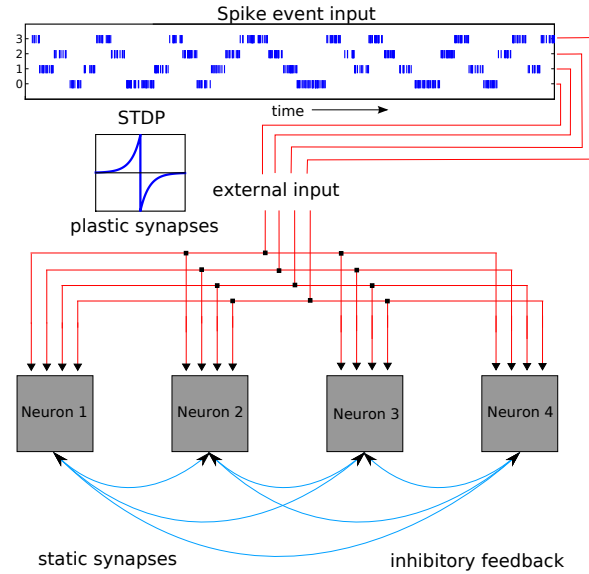 Spike event input
3
2
1
0
time
STDP
plastic synapses
external input
Neuron 1
Neuron 2
Neuron 3
Neuron 4
static synapses
inhibitory feedback